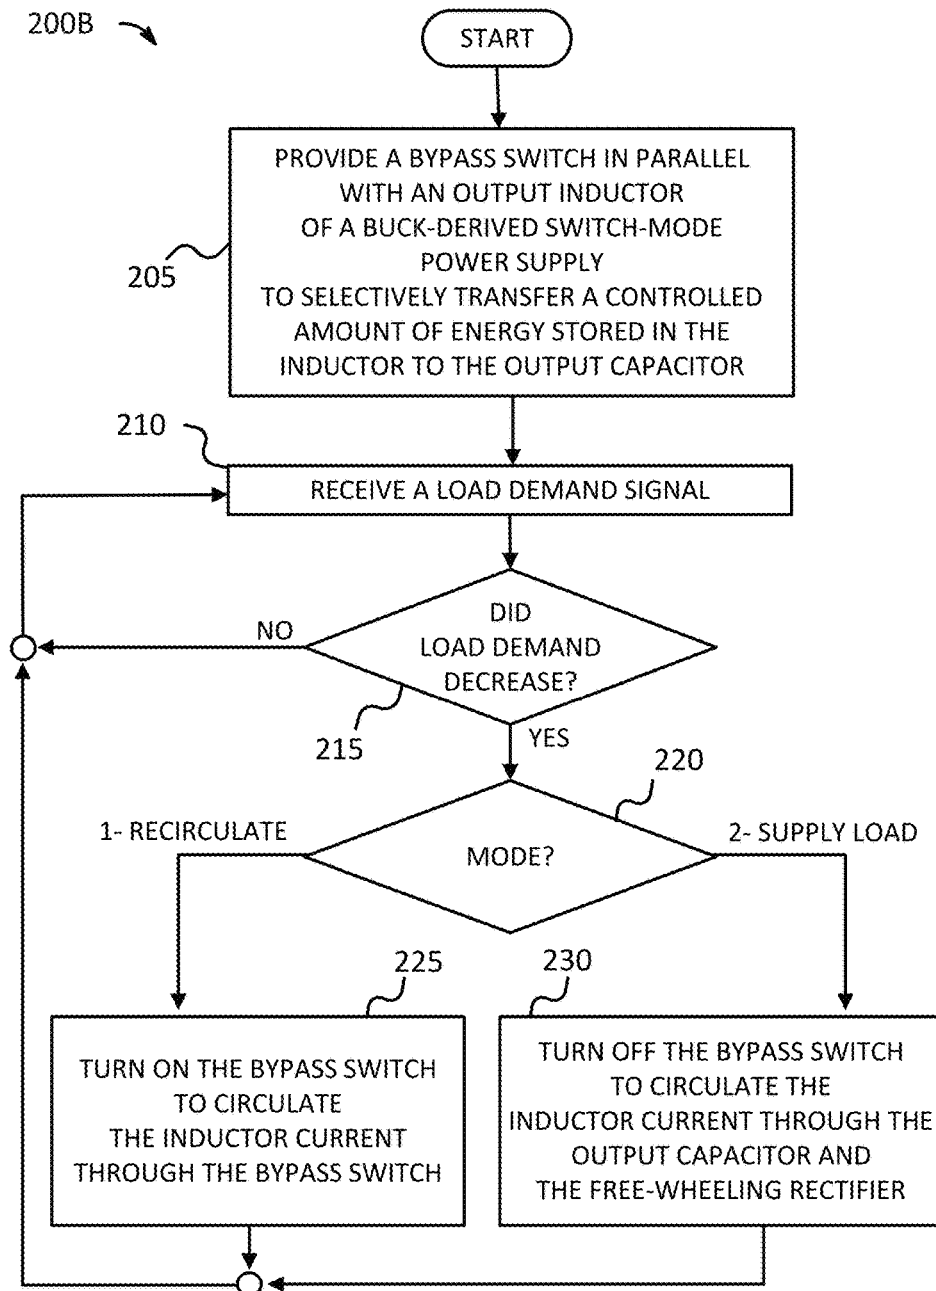 200B
START
PROVIDE A BYPASS SWITCH IN PARALLEL
WITH AN OUTPUT INDUCTOR
OF A BUCK-DERIVED SWITCH-MODE
POWER SUPPLY
TO SELECTIVELY TRANSFER A CONTROLLED
AMOUNT OF ENERGY STORED IN THE
INDUCTOR TO THE OUTPUT CAPACITOR
205
210
RECEIVE A LOAD DEMAND SIGNAL
DID
LOAD DEMAND
DECREASE?
NO
215
YES
220
1- RECIRCULATE
MODE?
2- SUPPLY LOAD
225
TURN ON THE BYPASS SWITCH
TO CIRCULATE
THE INDUCTOR CURRENT
THROUGH THE BYPASS SWITCH
230
TURN OFF THE BYPASS SWITCH
TO CIRCULATE THE
INDUCTOR CURRENT THROUGH THE
OUTPUT CAPACITOR AND
THE FREE-WHEELING RECTIFIER